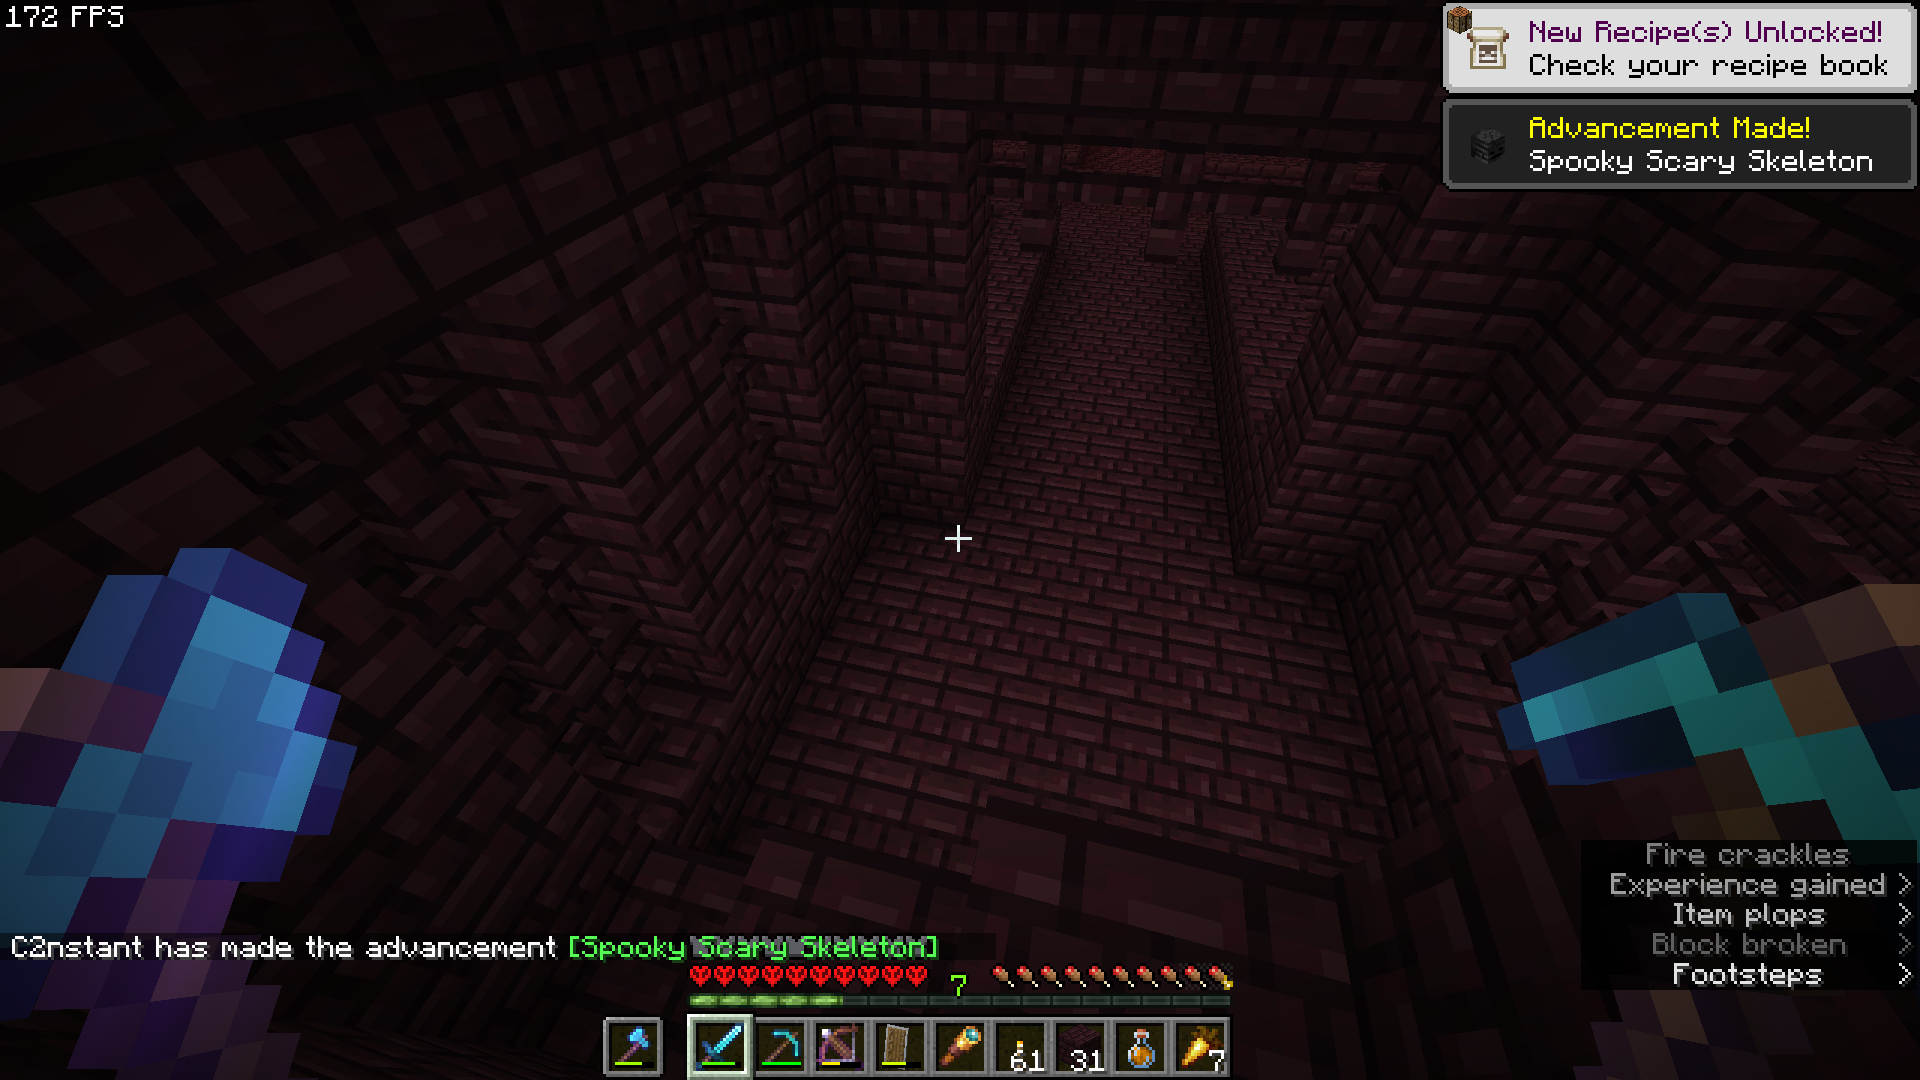 172 FPS
New Recipe(s) Unlocked!
Check your recipe book
Advancement Made!
Spooky Scary Skeleton
Fire crackles
Experience gained >
Item plops >
Block broken >
Footsteps >
C2nstant has made the advancement [Spooky Scary Skeleton]
7
61
31
7